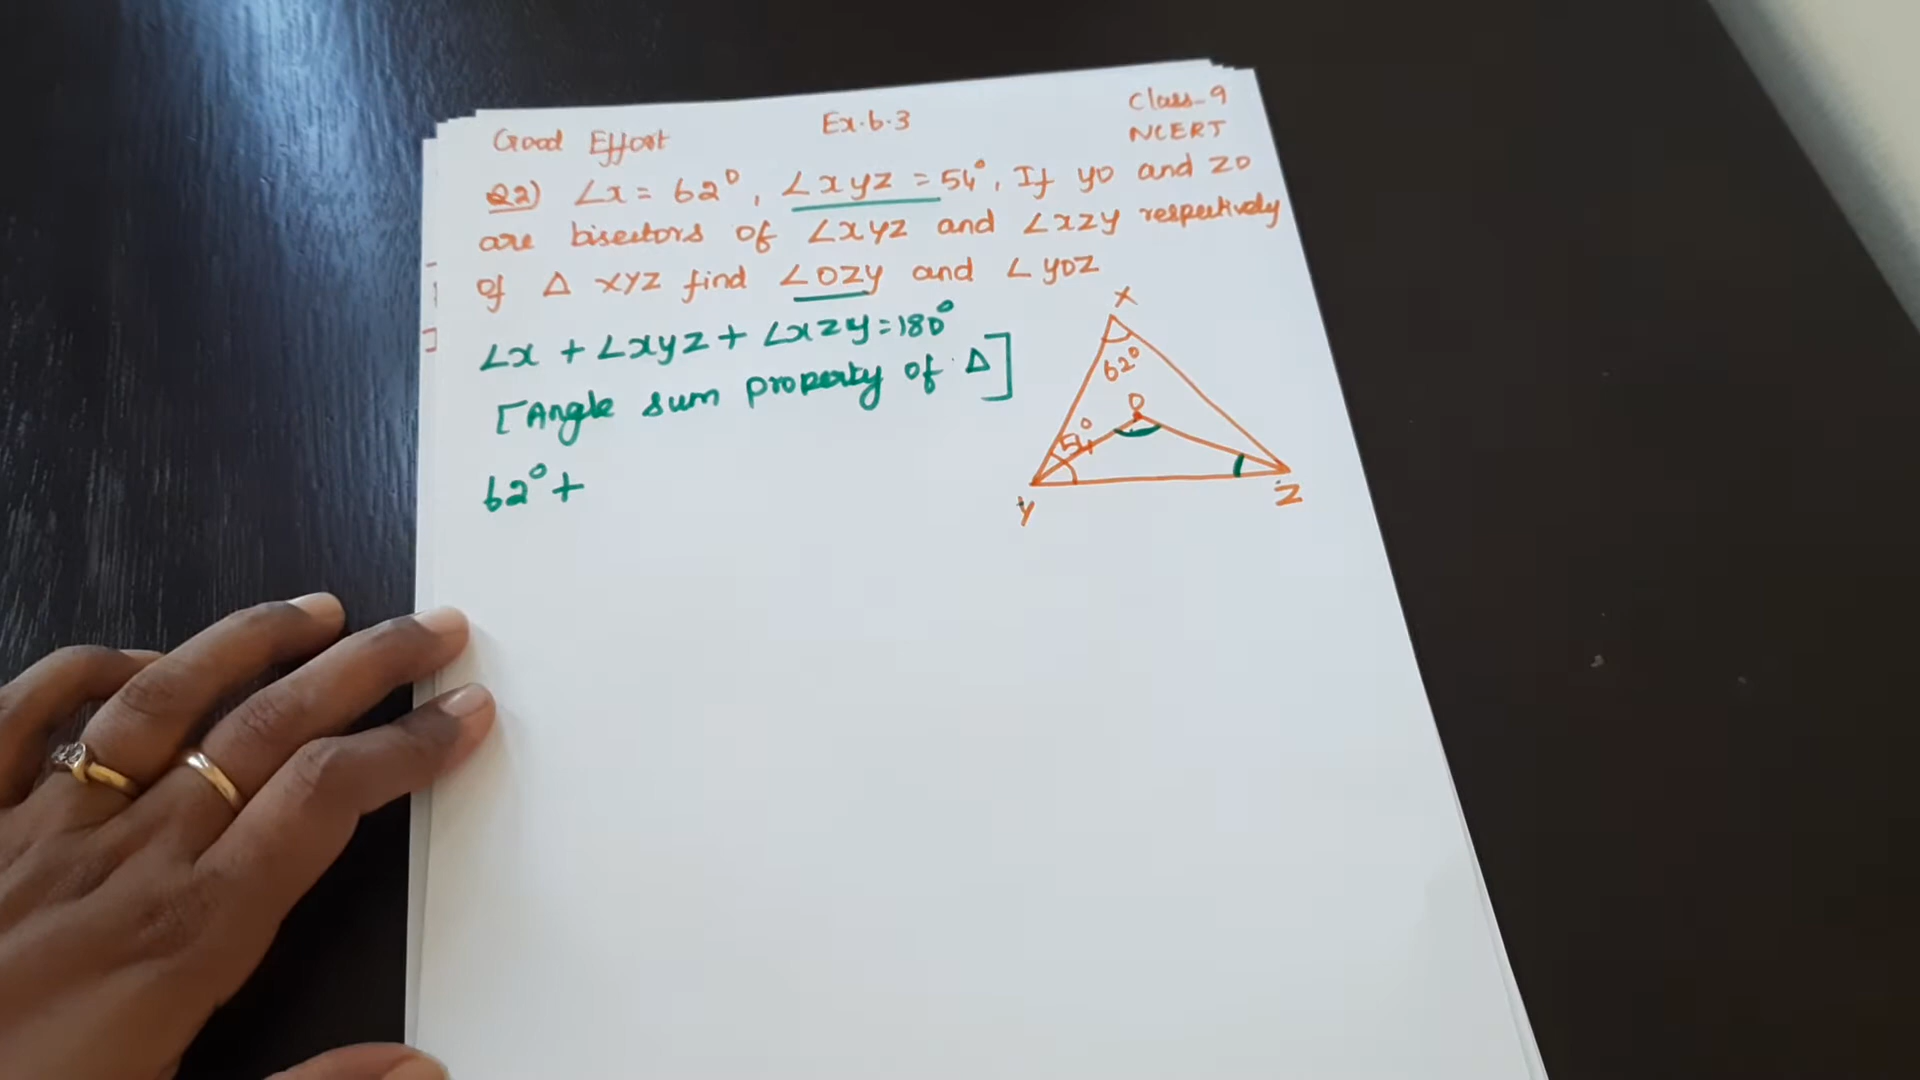 Good Effort
Ex.6.3
Class-9
NCERT
Q2) ∠x = 62°, ∠xyz = 54°, If yo and zo
are bisectors of ∠xyz and ∠xzy respectively
of Δ XYZ find ∠OZY and ∠YOZ
∠x + ∠xyz + ∠xzy = 180°
[Angle sum property of Δ]
62° +
X
62°
O
54°
Y
Z